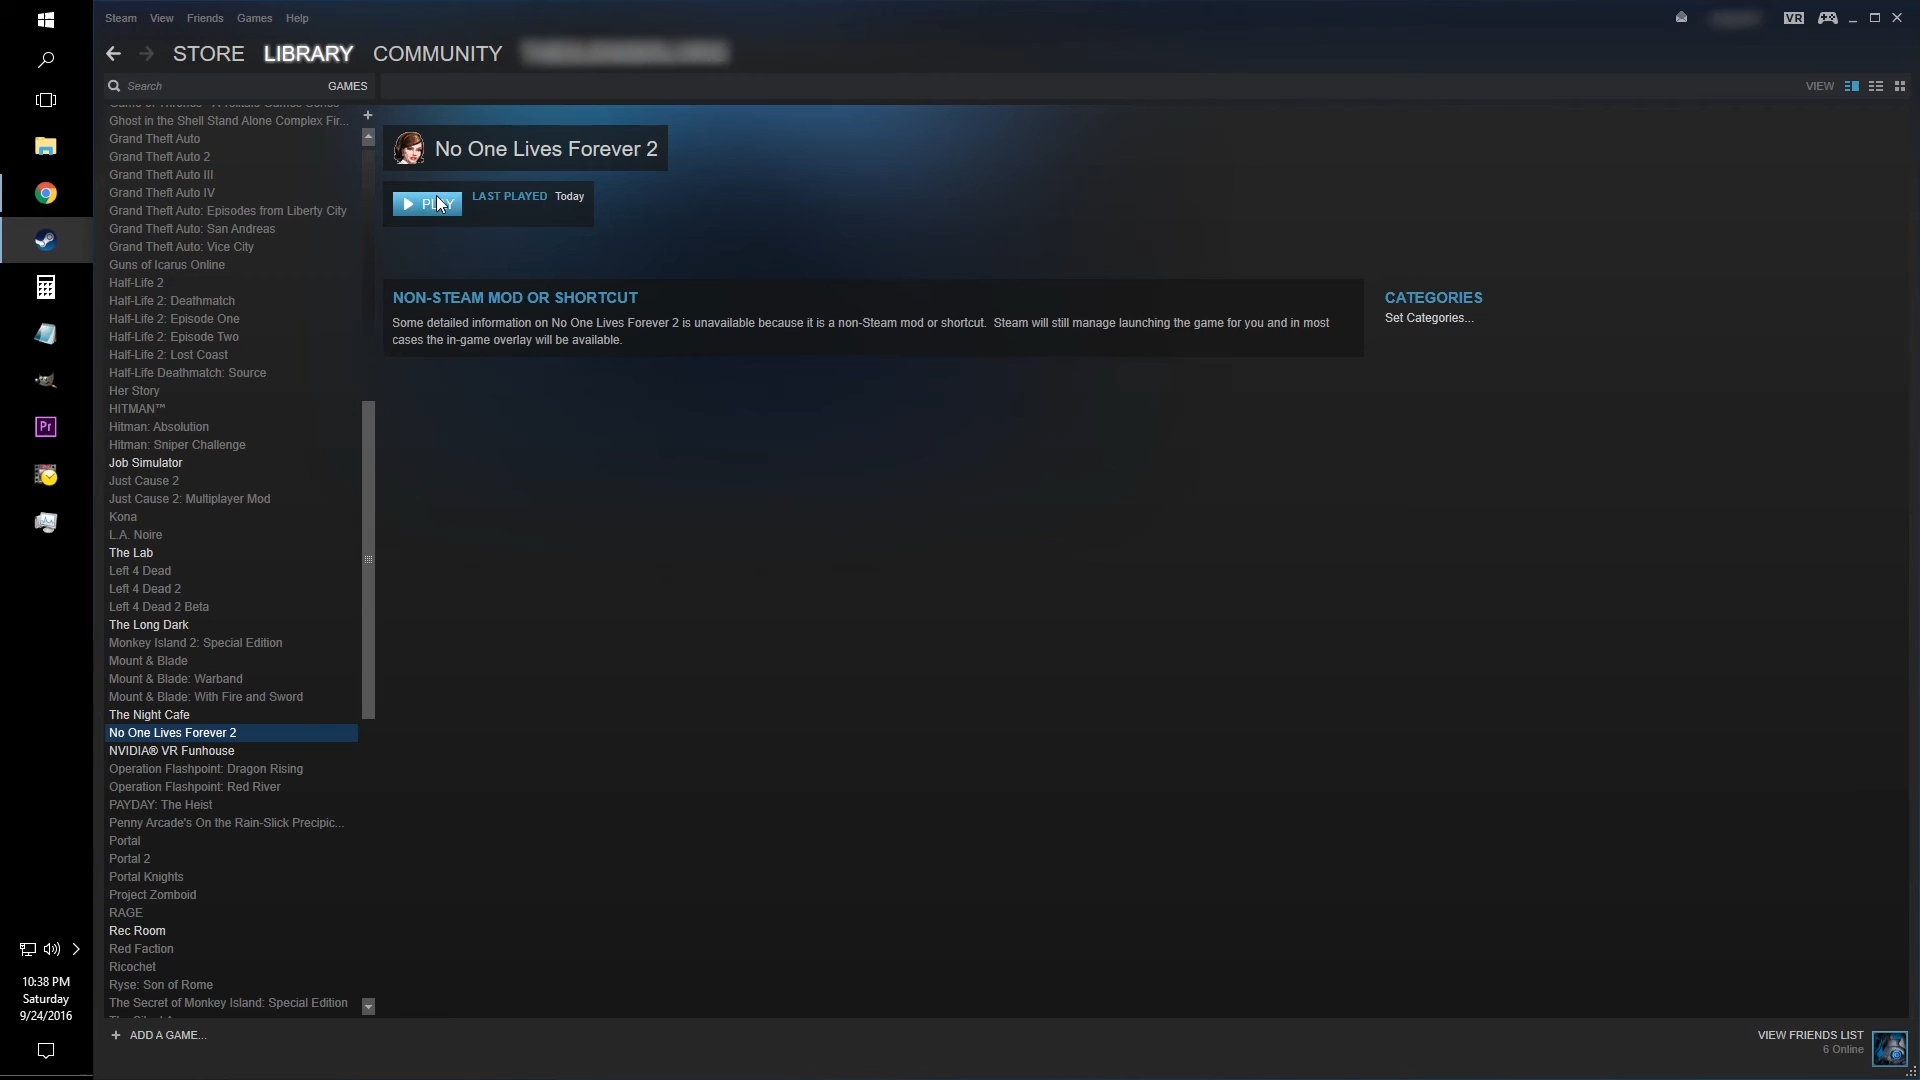 Steam View Friends Games Help
VR
STORE LIBRARY COMMUNITY
Search GAMES
VIEW
Ghost in the Shell Stand Alone Complex Fir...
Grand Theft Auto
Grand Theft Auto 2
Grand Theft Auto III
Grand Theft Auto IV
Grand Theft Auto: Episodes from Liberty City
Grand Theft Auto: San Andreas
Grand Theft Auto: Vice City
Guns of Icarus Online
Half-Life 2
Half-Life 2: Deathmatch
Half-Life 2: Episode One
Half-Life 2: Episode Two
Half-Life 2: Lost Coast
Half-Life Deathmatch: Source
Her Story
HITMAN™
Hitman: Absolution
Hitman: Sniper Challenge
Job Simulator
Just Cause 2
Just Cause 2: Multiplayer Mod
Kona
L.A. Noire
The Lab
Left 4 Dead
Left 4 Dead 2
Left 4 Dead 2 Beta
The Long Dark
Monkey Island 2: Special Edition
Mount & Blade
Mount & Blade: Warband
Mount & Blade: With Fire and Sword
The Night Cafe
No One Lives Forever 2
NVIDIA® VR Funhouse
Operation Flashpoint: Dragon Rising
Operation Flashpoint: Red River
PAYDAY: The Heist
Penny Arcade's On the Rain-Slick Precipic...
Portal
Portal 2
Portal Knights
Project Zomboid
RAGE
Rec Room
Red Faction
Ricochet
Ryse: Son of Rome
The Secret of Monkey Island: Special Edition
+ ADD A GAME...
No One Lives Forever 2
PLAY LAST PLAYED Today
NON-STEAM MOD OR SHORTCUT
Some detailed information on No One Lives Forever 2 is unavailable because it is a non-Steam mod or shortcut. Steam will still manage launching the game for you and in most
cases the in-game overlay will be available.
CATEGORIES
Set Categories...
VIEW FRIENDS LIST
6 Online
Pr
10:38 PM
Saturday
9/24/2016